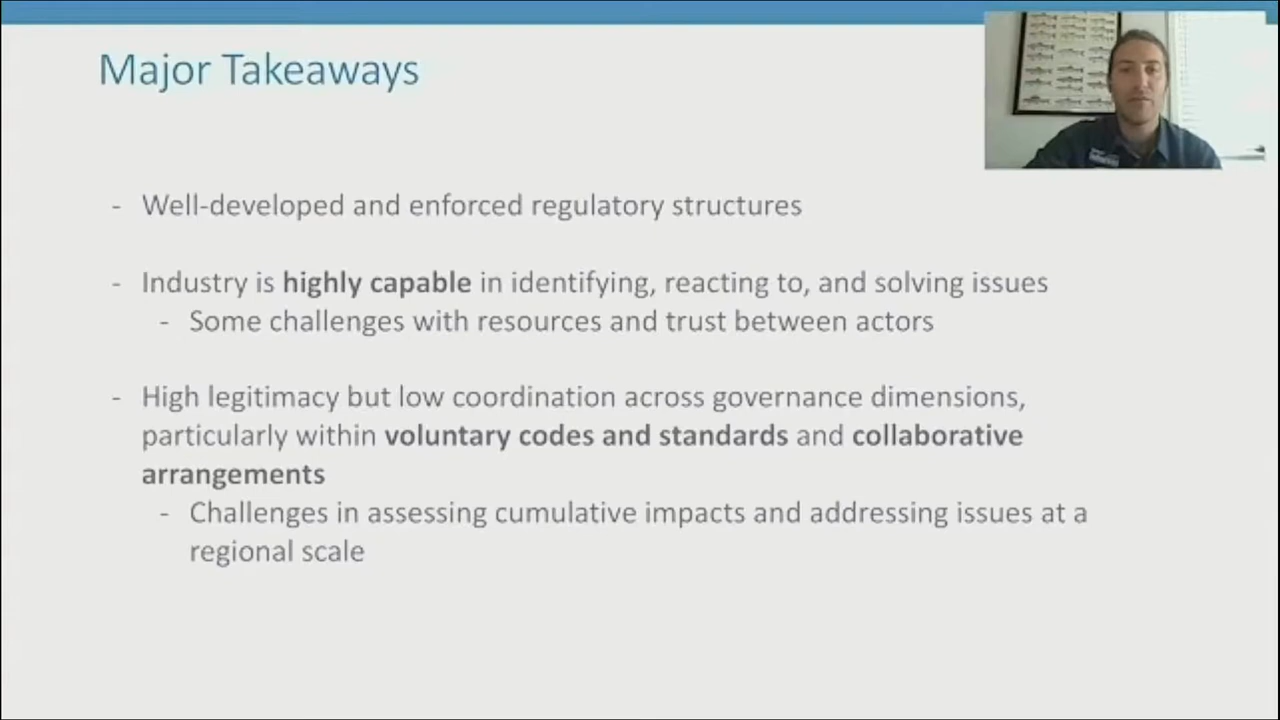 Major Takeaways
- Well-developed and enforced regulatory structures
- Industry is highly capable in identifying, reacting to, and solving issues
- Some challenges with resources and trust between actors
- High legitimacy but low coordination across governance dimensions,
particularly within voluntary codes and standards and collaborative
arrangements
- Challenges in assessing cumulative impacts and addressing issues at a
regional scale